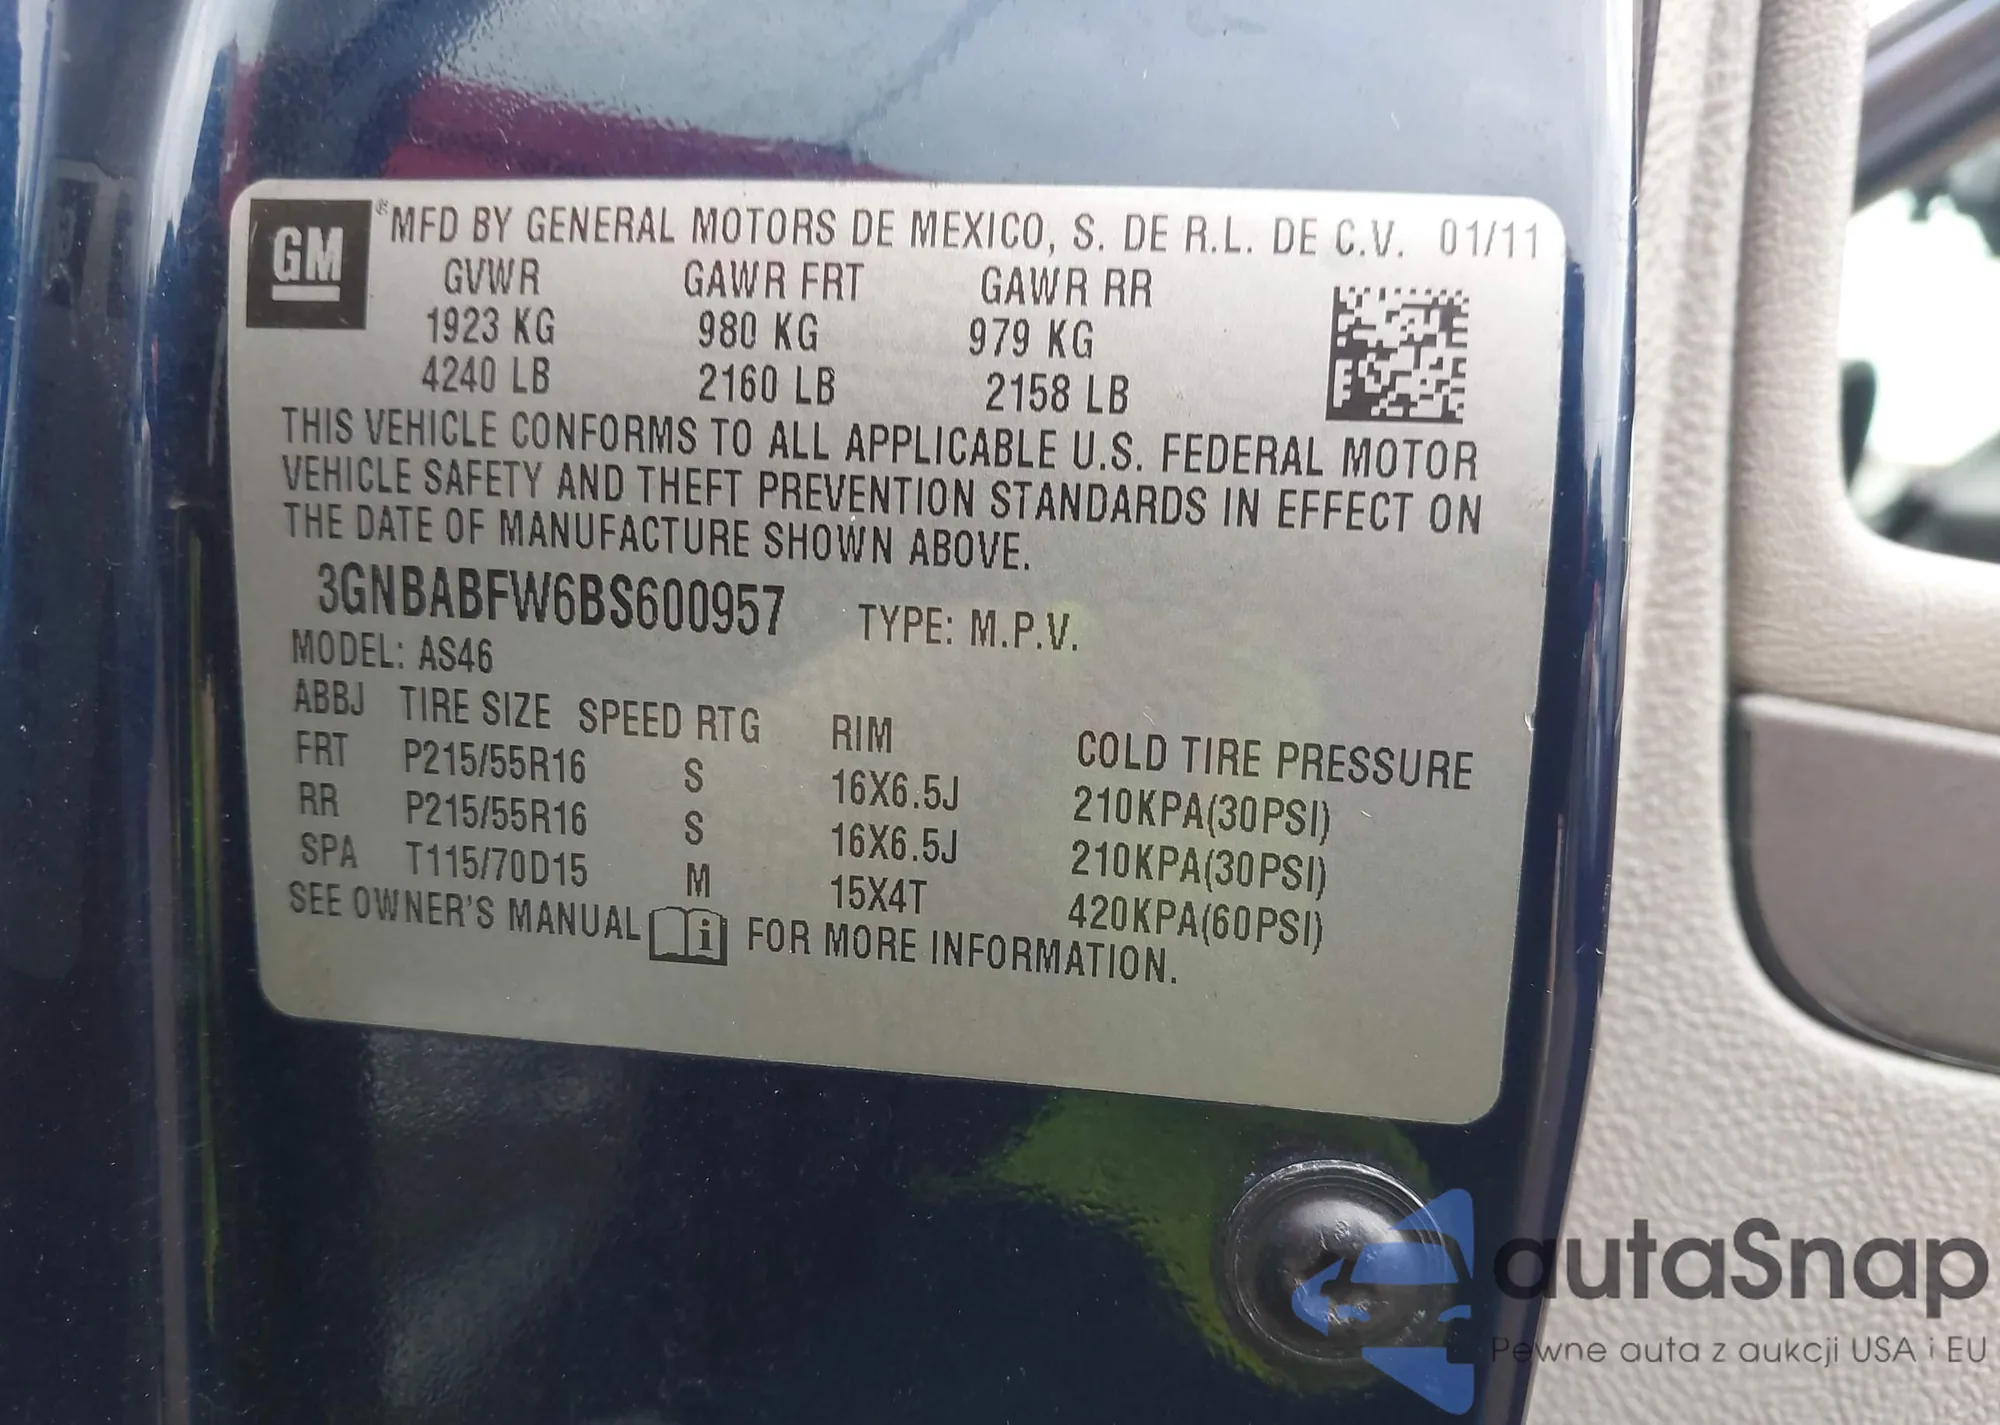 GM
®MFD BY GENERAL MOTORS DE MEXICO, S. DE R.L. DE C.V. 01/11
GVWR GAWR FRT GAWR RR
1923 KG 980 KG 979 KG
4240 LB 2160 LB 2158 LB
THIS VEHICLE CONFORMS TO ALL APPLICABLE U.S. FEDERAL MOTOR
VEHICLE SAFETY AND THEFT PREVENTION STANDARDS IN EFFECT ON
THE DATE OF MANUFACTURE SHOWN ABOVE.
3GNBABFW6BS600957 TYPE: M.P.V.
MODEL: AS46
ABBJ TIRE SIZE SPEED RTG RIM COLD TIRE PRESSURE
FRT P215/55R16 S 16X6.5J 210KPA(30PSI)
RR P215/55R16 S 16X6.5J 210KPA(30PSI)
SPA T115/70D15 M 15X4T 420KPA(60PSI)
SEE OWNER'S MANUAL i FOR MORE INFORMATION.
autaSnap
Pewne auta z aukcji USA i EU